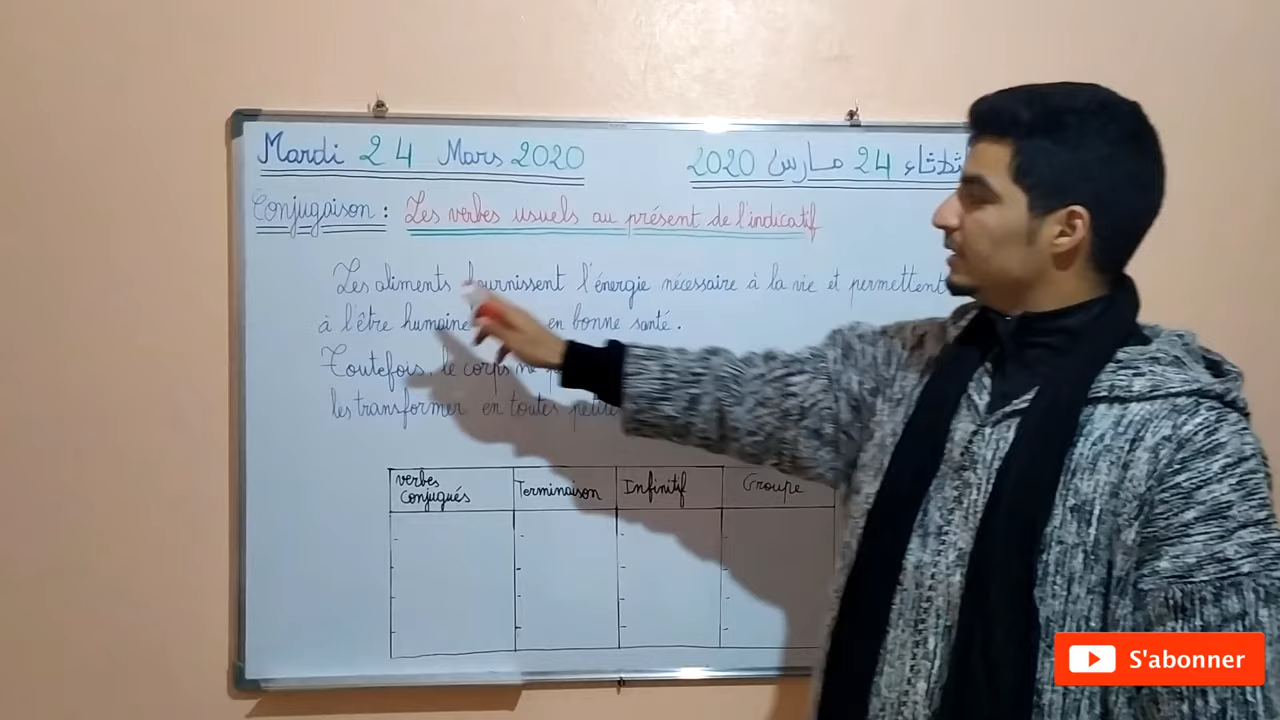 Mardi 24 Mars 2020
الثلاثاء 24 مارس 2020
Conjugaison : Les verbes usuels au présent de l'indicatif
Les aliments fournissent l'énergie nécessaire à la vie et permettent
à l'être humain en bonne santé.
Toutefois, le corps ne
les transformer en toutes petite
verbes conjugués Terminaison Infinitif Groupe
S'abonner